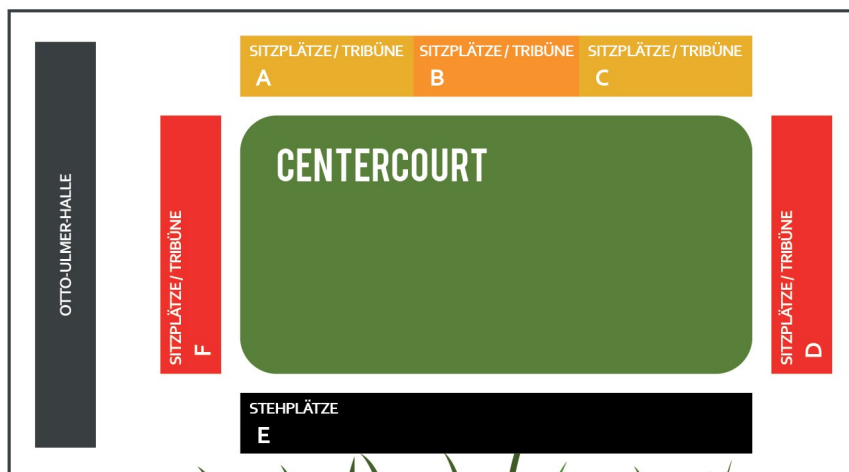 SITZPLÄTZE / TRIBÜNE
A
SITZPLÄTZE / TRIBÜNE
B
SITZPLÄTZE / TRIBÜNE
C
OTTO-ULMER-HALLE
SITZPLÄTZE / TRIBÜNE
F
CENTERCOURT
SITZPLÄTZE / TRIBÜNE
D
STEHPLÄTZE
E